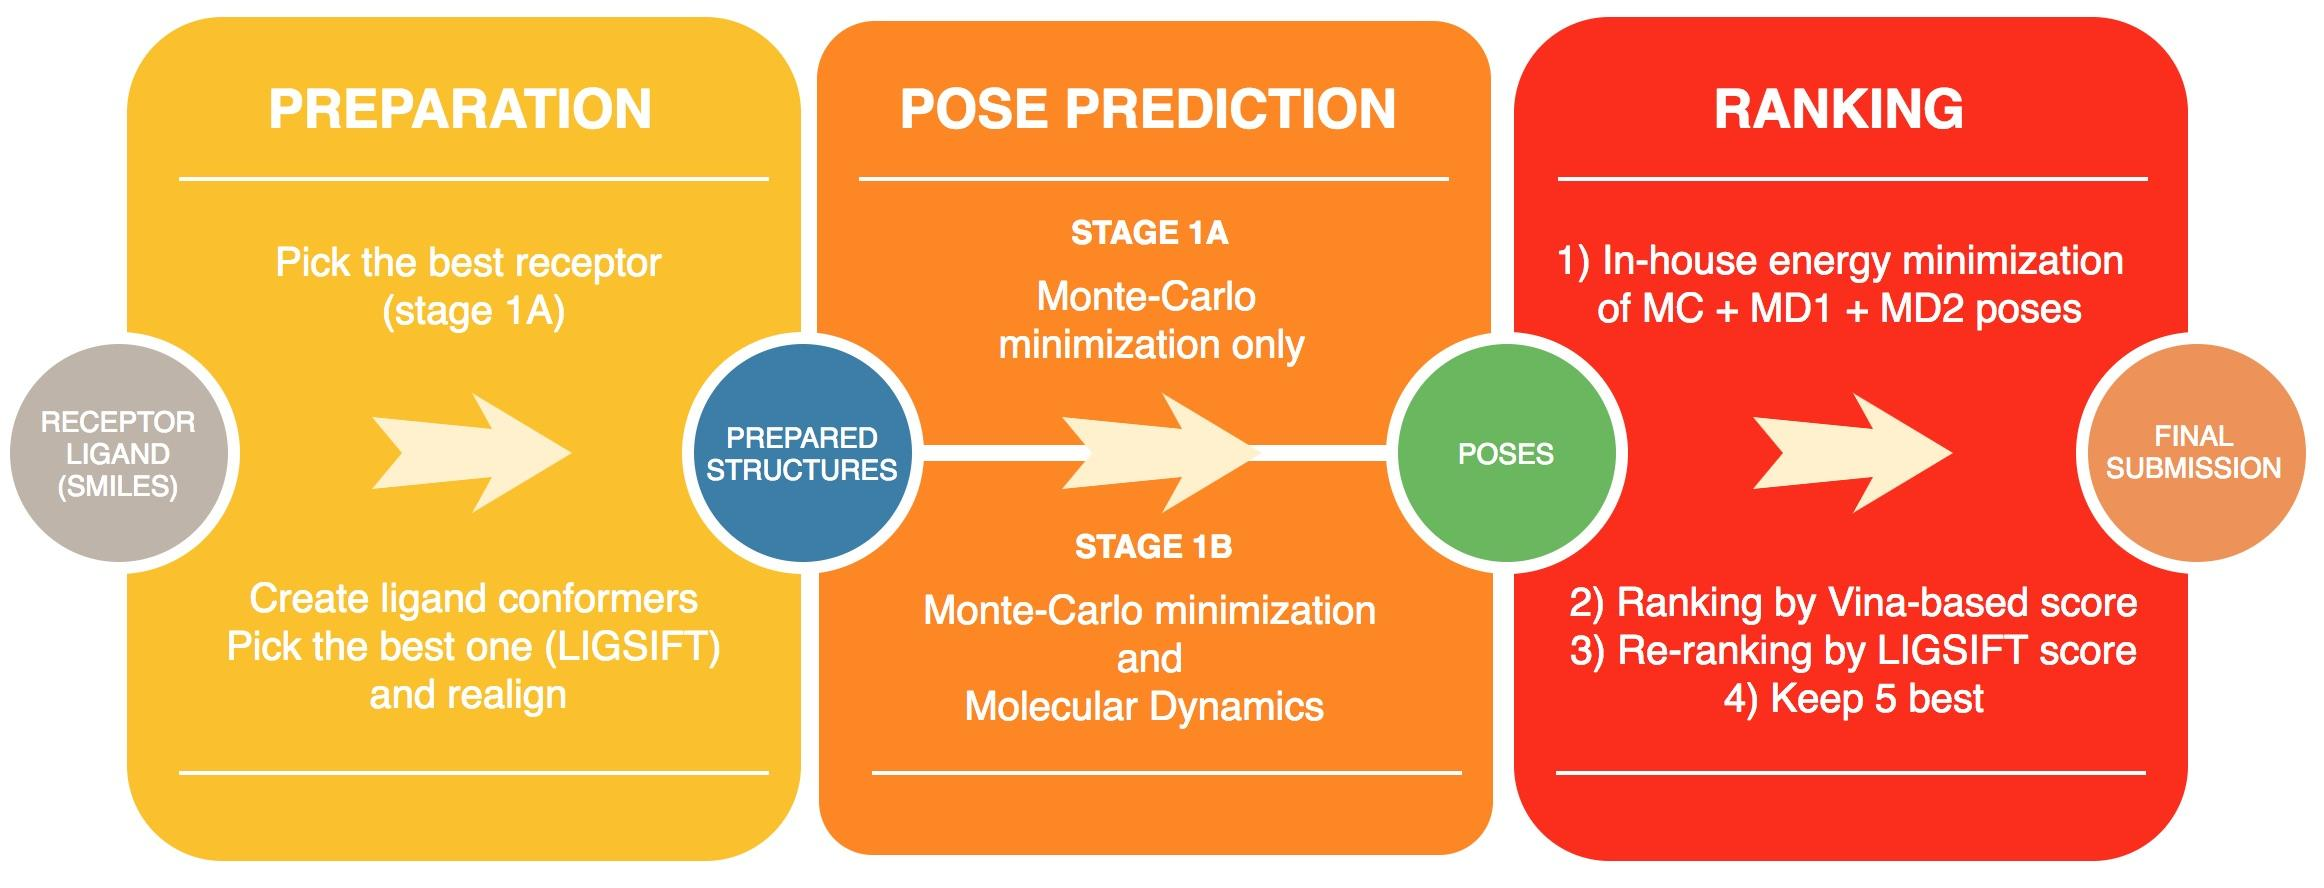 PREPARATION
Pick the best receptor
(stage 1A)
RECEPTOR
LIGAND
(SMILES)
Create ligand conformers
Pick the best one (LIGSIFT)
and realign
PREPARED
STRUCTURES
POSE PREDICTION
STAGE 1A
Monte-Carlo
minimization only
STAGE 1B
Monte-Carlo minimization
and
Molecular Dynamics
POSES
RANKING
1) In-house energy minimization
of MC + MD1 + MD2 poses
2) Ranking by Vina-based score
3) Re-ranking by LIGSIFT score
4) Keep 5 best
FINAL
SUBMISSION